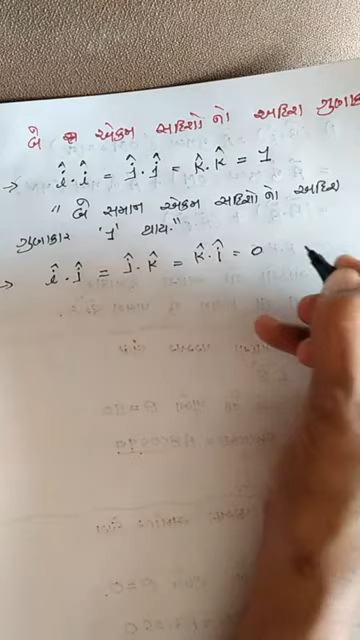 બે એકમ સદિશો નો અદિશ ગુણાકાર
→ î · î = ĵ · ĵ = k̂ · k̂ = 1
" બે સમાન એકમ સદિશોનો અદિશ
ગુણાકાર '1' થાય."
→ î · ĵ = ĵ · k̂ = k̂ · î = 0